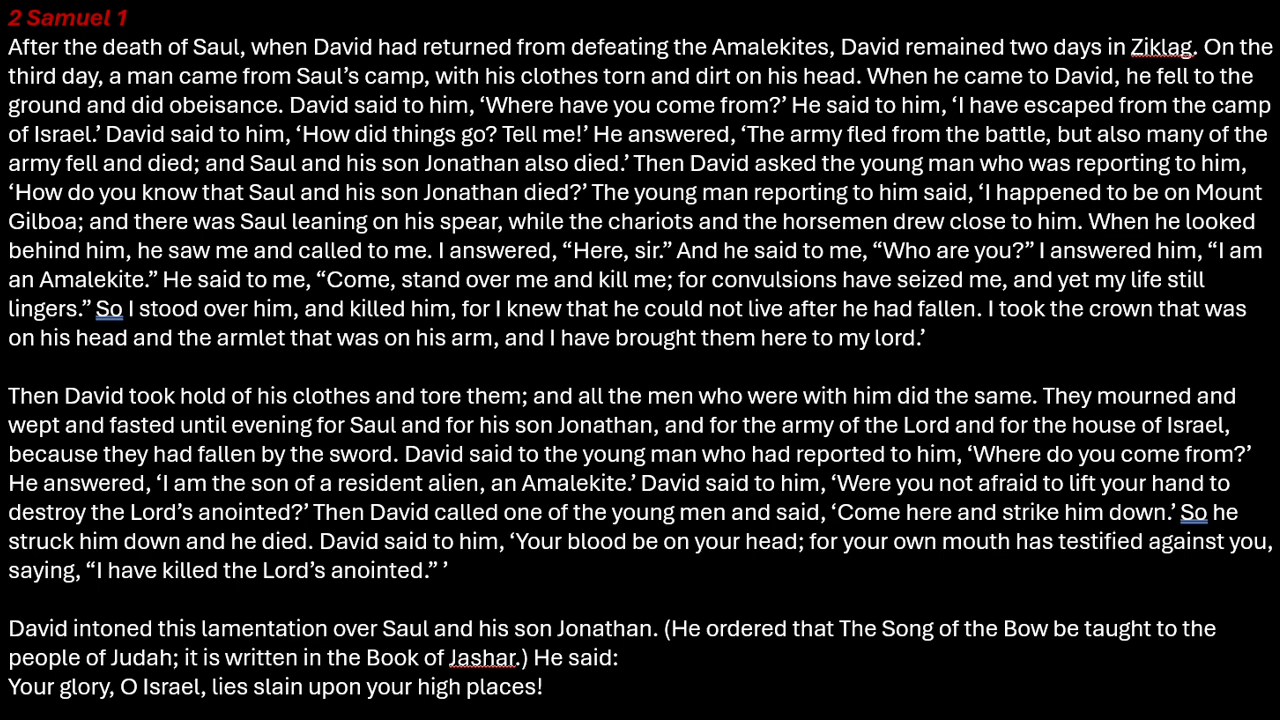 2 Samuel 1
After the death of Saul, when David had returned from defeating the Amalekites, David remained two days in Ziklag. On the
third day, a man came from Saul’s camp, with his clothes torn and dirt on his head. When he came to David, he fell to the
ground and did obeisance. David said to him, ‘Where have you come from?’ He said to him, ‘I have escaped from the camp
of Israel.’ David said to him, ‘How did things go? Tell me!’ He answered, ‘The army fled from the battle, but also many of the
army fell and died; and Saul and his son Jonathan also died.’ Then David asked the young man who was reporting to him,
‘How do you know that Saul and his son Jonathan died?’ The young man reporting to him said, ‘I happened to be on Mount
Gilboa; and there was Saul leaning on his spear, while the chariots and the horsemen drew close to him. When he looked
behind him, he saw me and called to me. I answered, “Here, sir.” And he said to me, “Who are you?” I answered him, “I am
an Amalekite.” He said to me, “Come, stand over me and kill me; for convulsions have seized me, and yet my life still
lingers.” So I stood over him, and killed him, for I knew that he could not live after he had fallen. I took the crown that was
on his head and the armlet that was on his arm, and I have brought them here to my lord.’
Then David took hold of his clothes and tore them; and all the men who were with him did the same. They mourned and
wept and fasted until evening for Saul and for his son Jonathan, and for the army of the Lord and for the house of Israel,
because they had fallen by the sword. David said to the young man who had reported to him, ‘Where do you come from?’
He answered, ‘I am the son of a resident alien, an Amalekite.’ David said to him, ‘Were you not afraid to lift your hand to
destroy the Lord’s anointed?’ Then David called one of the young men and said, ‘Come here and strike him down.’ So he
struck him down and he died. David said to him, ‘Your blood be on your head; for your own mouth has testified against you,
saying, “I have killed the Lord’s anointed.” ’
David intoned this lamentation over Saul and his son Jonathan. (He ordered that The Song of the Bow be taught to the
people of Judah; it is written in the Book of Jashar.) He said:
Your glory, O Israel, lies slain upon your high places!